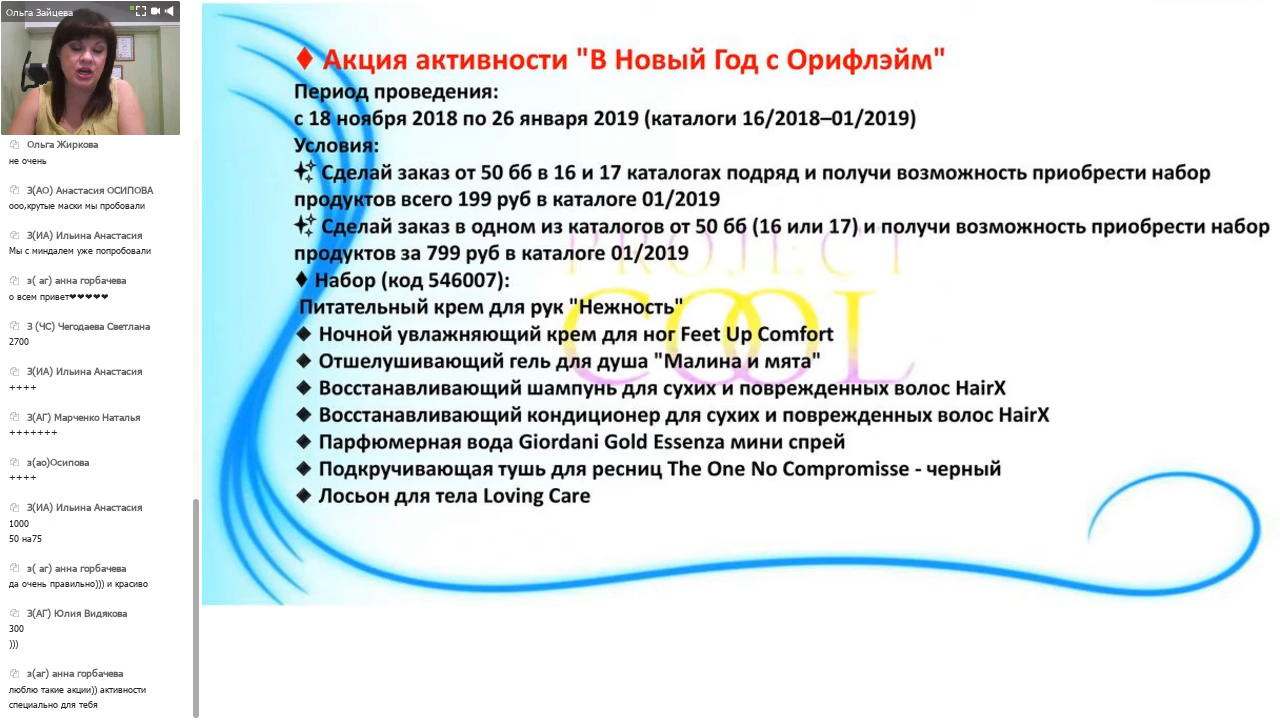 Ольга Зайцева
Ольга Жиркова
не очень
З(АО) Анастасия ОСИПОВА
ооо,крутые маски мы пробовали
З(ИА) Ильина Анастасия
Мы с миндалем уже попробовали
з( аг) анна горбачева
о всем привет❤❤❤❤❤
З (ЧС) Чегодаева Светлана
2700
З(ИА) Ильина Анастасия
++++
З(АГ) Марченко Наталья
+++++++
з(ао)Осипова
++++
З(ИА) Ильина Анастасия
1000
50 на75
з( аг) анна горбачева
да очень правильно))) и красиво
З(АГ) Юлия Видякова
300
)))
з(аг) анна горбачева
люблю такие акции)) активности
специально для тебя
♦ Акция активности "В Новый Год с Орифлэйм"
Период проведения:
с 18 ноября 2018 по 26 января 2019 (каталоги 16/2018–01/2019)
Условия:
✨ Сделай заказ от 50 бб в 16 и 17 каталогах подряд и получи возможность приобрести набор
продуктов всего 199 руб в каталоге 01/2019
✨ Сделай заказ в одном из каталогов от 50 бб (16 или 17) и получи возможность приобрести набор
продуктов за 799 руб в каталоге 01/2019
♦ Набор (код 546007):
Питательный крем для рук "Нежность"
◆ Ночной увлажняющий крем для ног Feet Up Comfort
◆ Отшелушивающий гель для душа "Малина и мята"
◆ Восстанавливающий шампунь для сухих и поврежденных волос HairX
◆ Восстанавливающий кондиционер для сухих и поврежденных волос HairX
◆ Парфюмерная вода Giordani Gold Essenza мини спрей
◆ Подкручивающая тушь для ресниц The One No Compromisse - черный
◆ Лосьон для тела Loving Care
PROJECT
COOL